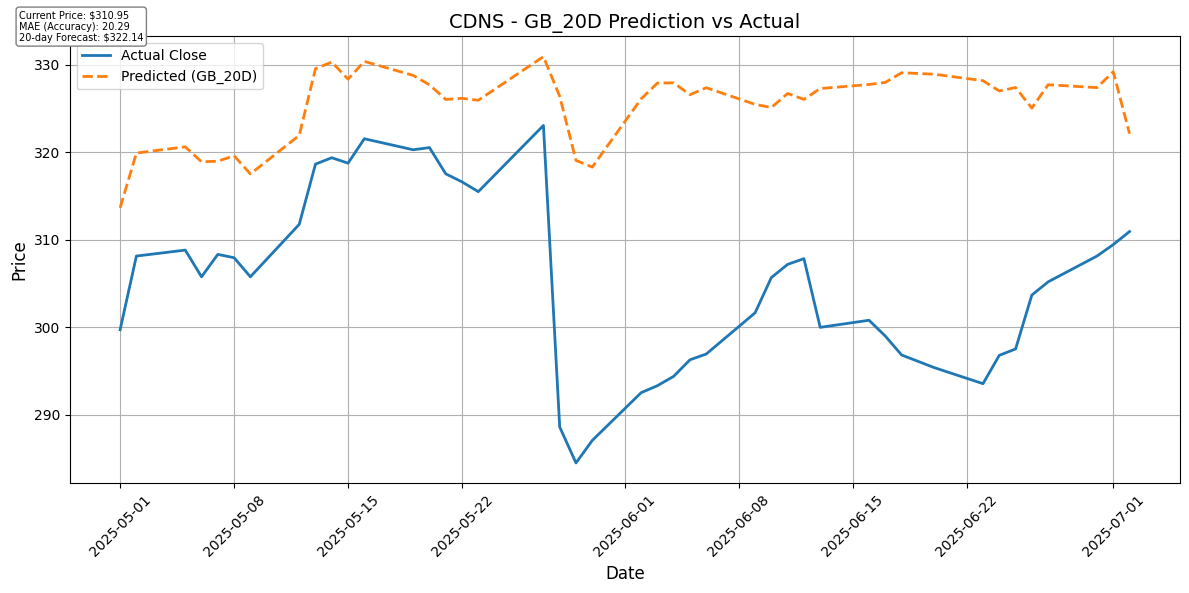 CDNS - GB_20D Prediction vs Actual
Current Price: $310.95
MAE (Accuracy): 20.29
20-day Forecast: $322.14
Actual Close
Predicted (GB_20D)
Price
330
320
310
300
290
2025-05-01
2025-05-08
2025-05-15
2025-05-22
2025-06-01
2025-06-08
2025-06-15
2025-06-22
2025-07-01
Date